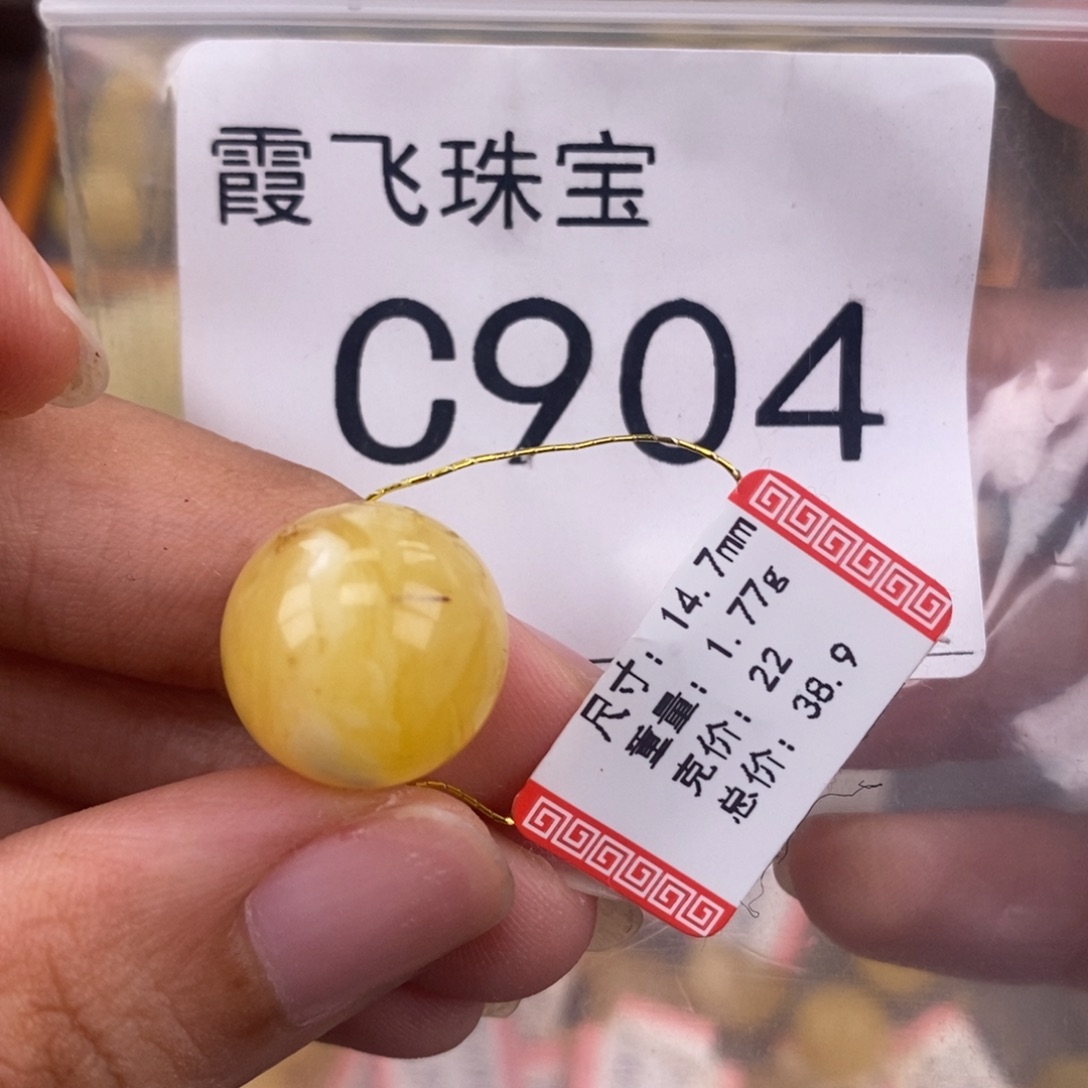 霞飞珠宝
C904
尺寸: 14.7mm
重量: 1.77g
克价: 22
总价: 38.9